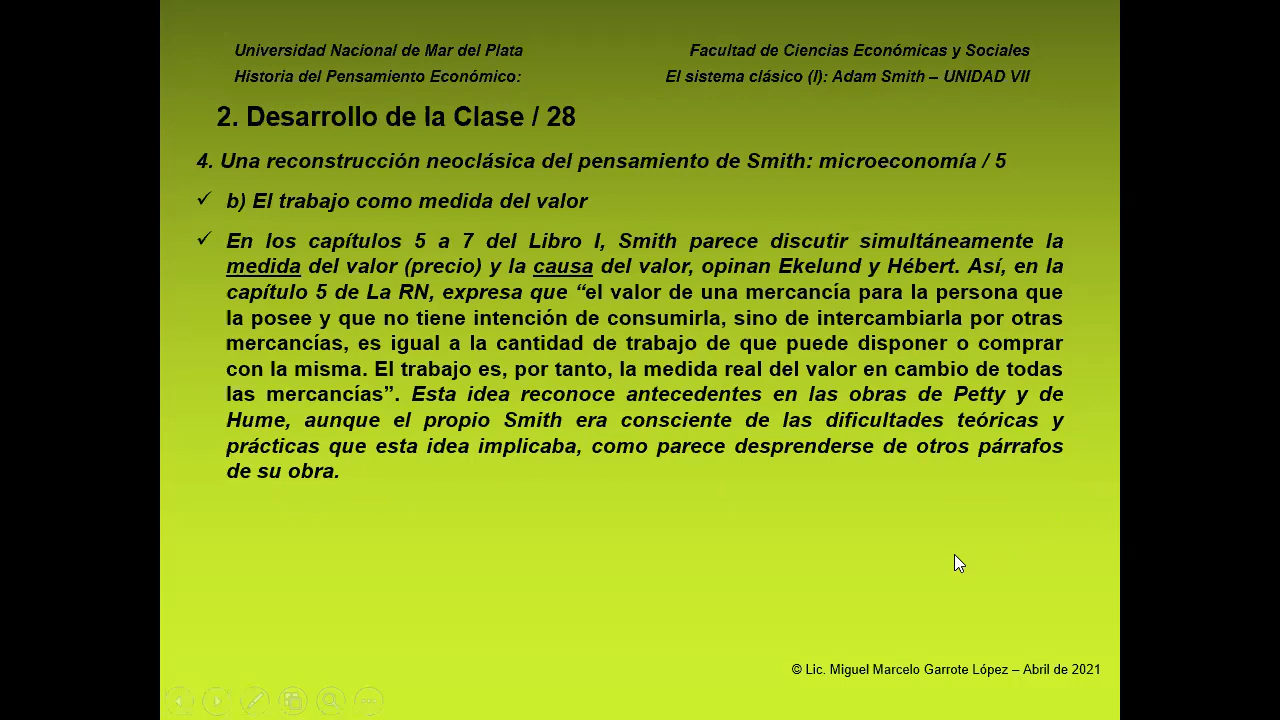 Universidad Nacional de Mar del Plata Facultad de Ciencias Económicas y Sociales
Historia del Pensamiento Económico: El sistema clásico (I): Adam Smith – UNIDAD VII
2. Desarrollo de la Clase / 28
4. Una reconstrucción neoclásica del pensamiento de Smith: microeconomía / 5
✓ b) El trabajo como medida del valor
✓ En los capítulos 5 a 7 del Libro I, Smith parece discutir simultáneamente la
medida del valor (precio) y la causa del valor, opinan Ekelund y Hébert. Así, en la
capítulo 5 de La RN, expresa que “el valor de una mercancía para la persona que
la posee y que no tiene intención de consumirla, sino de intercambiarla por otras
mercancías, es igual a la cantidad de trabajo de que puede disponer o comprar
con la misma. El trabajo es, por tanto, la medida real del valor en cambio de todas
las mercancías”. Esta idea reconoce antecedentes en las obras de Petty y de
Hume, aunque el propio Smith era consciente de las dificultades teóricas y
prácticas que esta idea implicaba, como parece desprenderse de otros párrafos
de su obra.
© Lic. Miguel Marcelo Garrote López – Abril de 2021